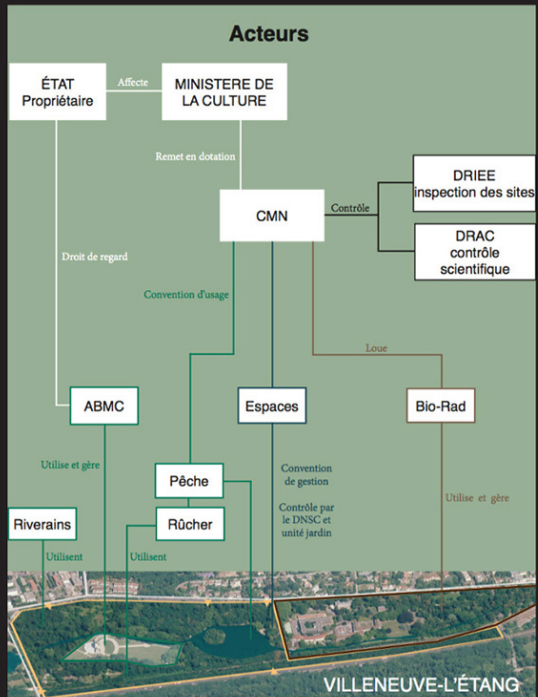 Acteurs
ÉTAT
Propriétaire
Affecte
MINISTERE DE
LA CULTURE
Remet en dotation
DRIEE
inspection des sites
CMN
Contrôle
DRAC
contrôle
scientifique
Droit de regard
Convention d'usage
Loue
ABMC
Espaces
Bio-Rad
Utilise et gère
Pêche
Convention
de gestion
Utilise et gère
Contrôle par
le DNSC et
unité jardin
Riverains
Rûcher
Utilisent
Utilisent
VILLENEUVE-L'ÉTANG